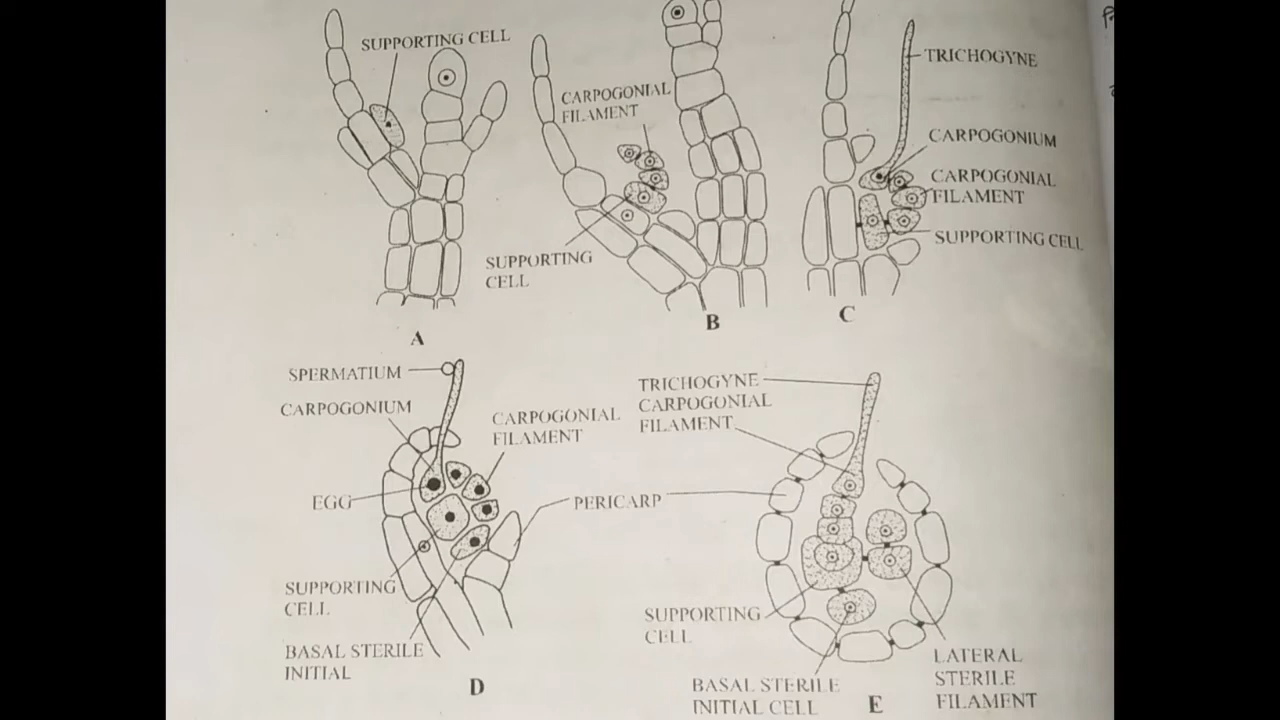 SUPPORTING CELL
A
CARPOGONIAL
FILAMENT
SUPPORTING
CELL
B
TRICHOGYNE
CARPOGONIUM
CARPOGONIAL
FILAMENT
SUPPORTING CELL
C
SPERMATIUM
CARPOGONIUM
CARPOGONIAL
FILAMENT
EGG
PERICARP
SUPPORTING
CELL
BASAL STERILE
INITIAL
D
TRICHOGYNE
CARPOGONIAL
FILAMENT
SUPPORTING
CELL
BASAL STERILE
INITIAL CELL
LATERAL
STERILE
FILAMENT
E